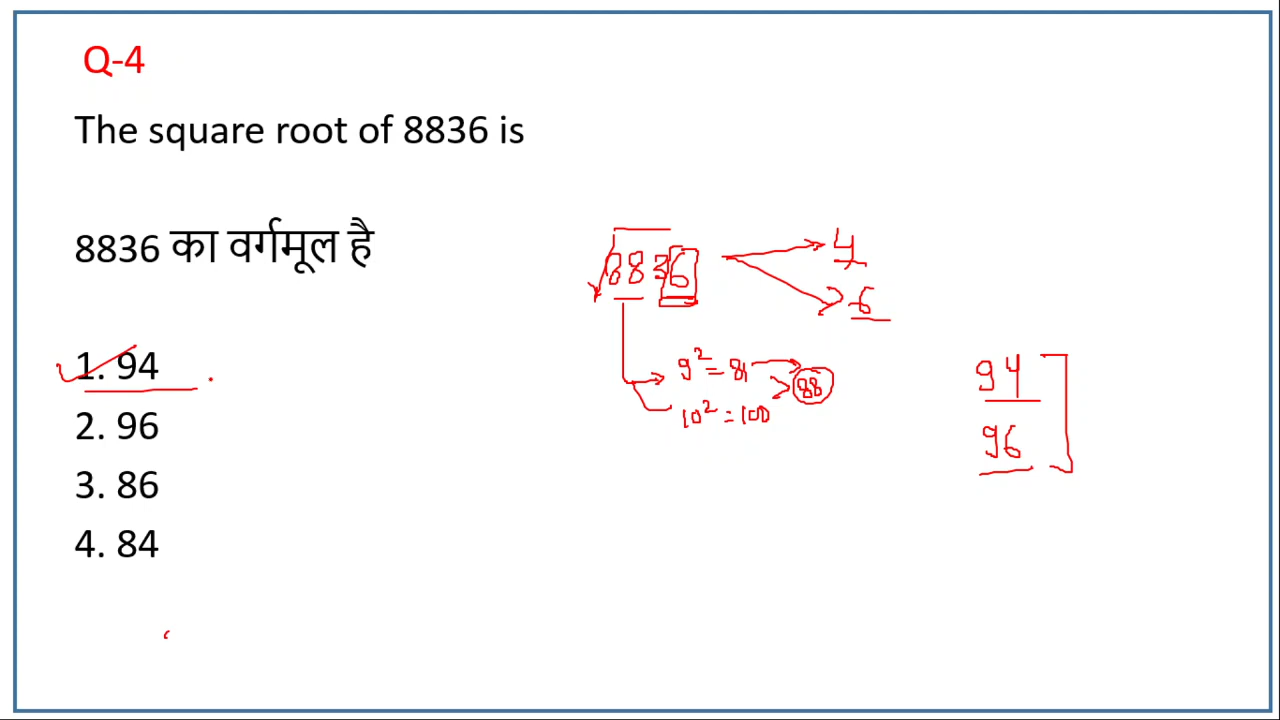 Q-4
The square root of 8836 is
8836 का वर्गमूल है
1. 94
2. 96
3. 86
4. 84
√8836
4
6
9² = 81
10² = 100
88
94
96